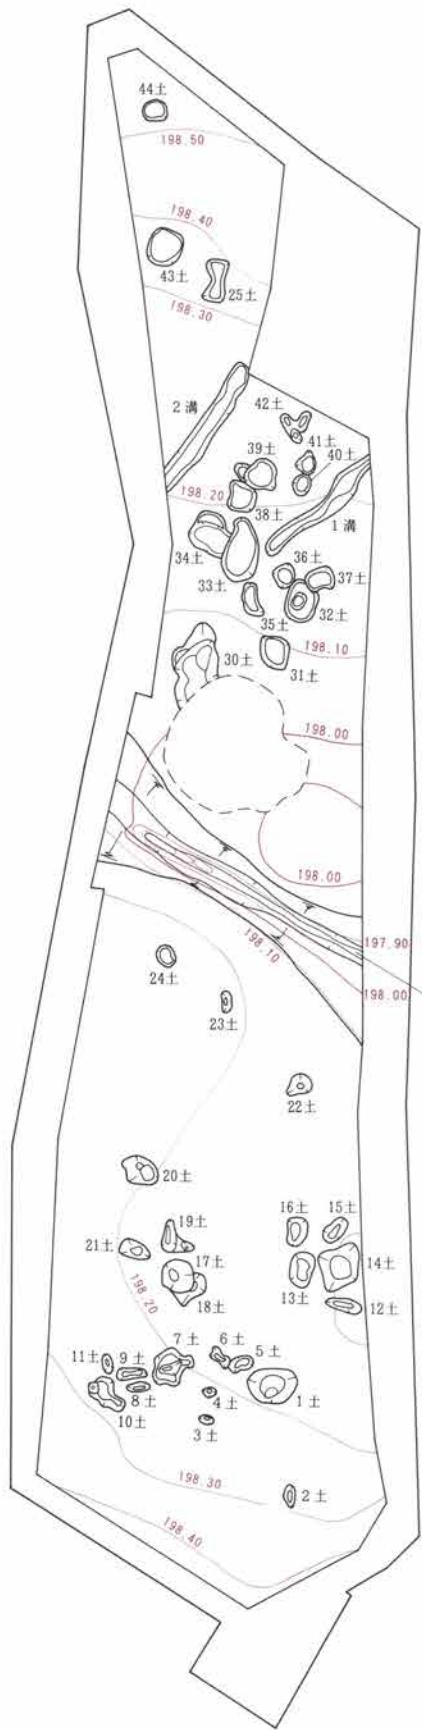 44土
198.50
198.40
43土
25土
198.30
2溝
42土
41土
39土
40土
198.20
38土
1溝
34土
36土
37土
33土
32土
35土
198.10
31土
30土
198.00
198.00
197.90
198.10
198.00
24土
23土
22土
20土
19土
16土
15土
21土
17土
14土
13土
18土
12土
198.20
7土
6土
5土
11土
9土
4土
1土
8土
10土
3土
198.30
2土
198.40